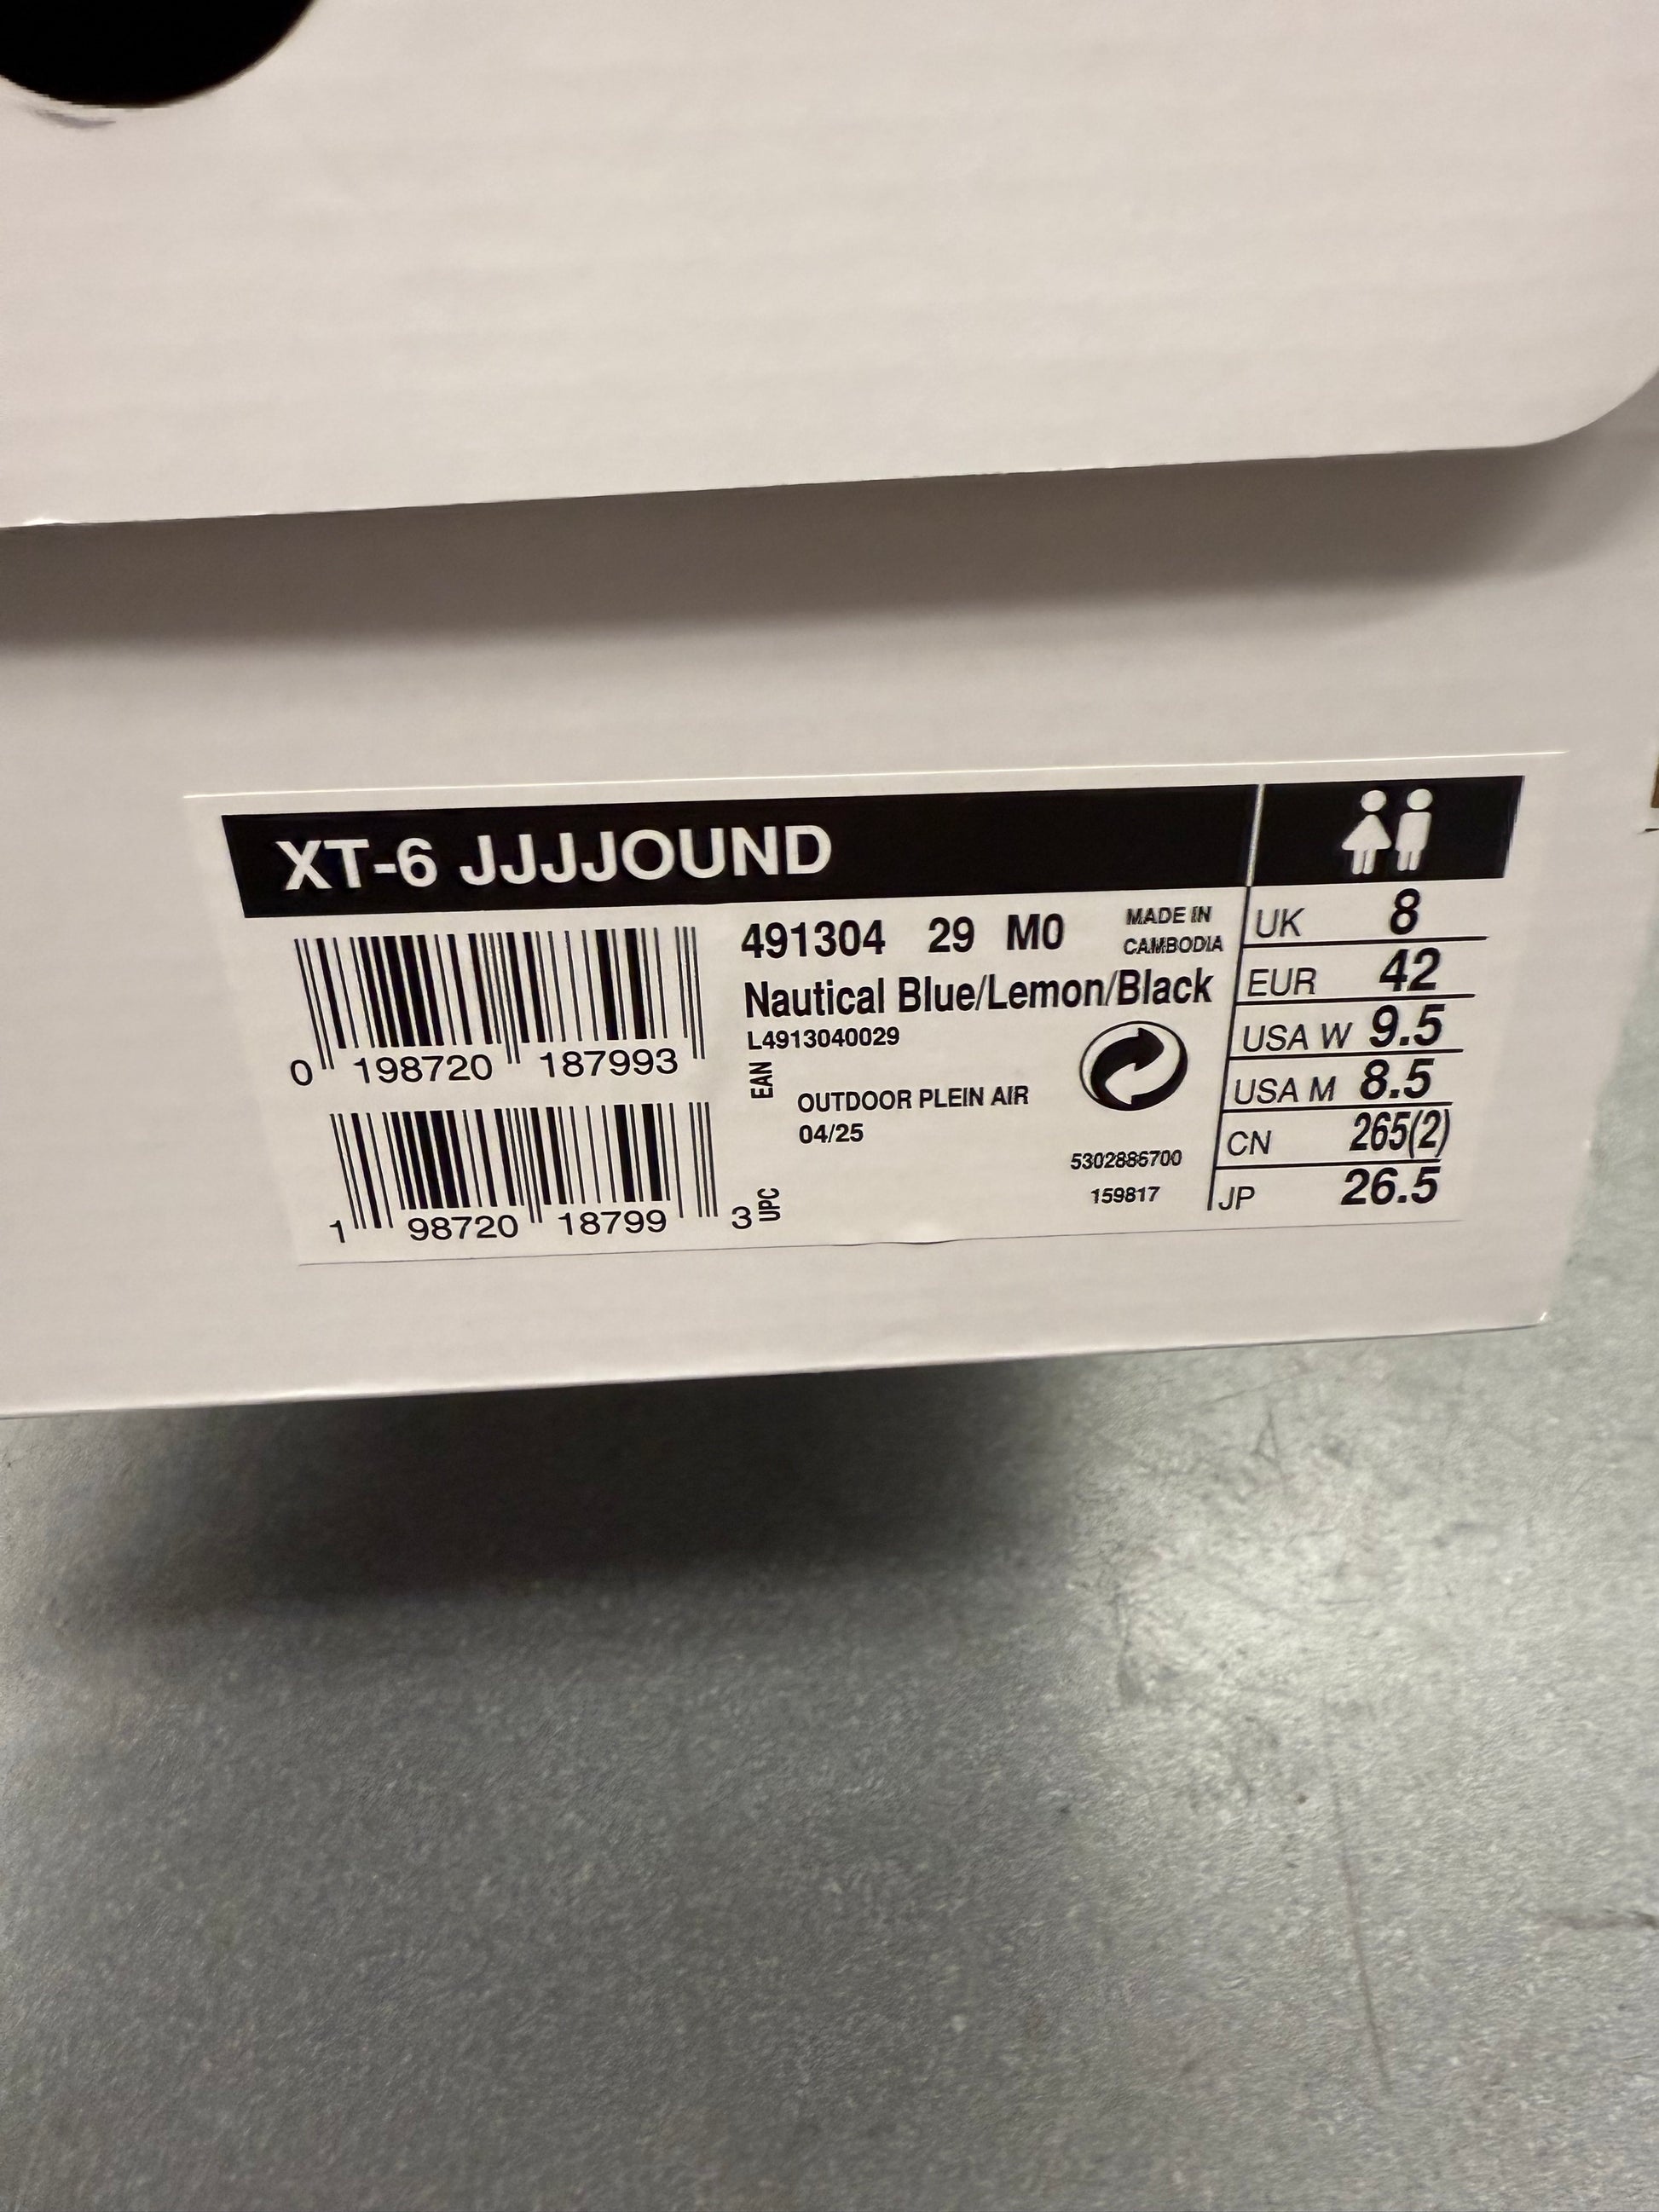 XT-6 JJJJOUND
491304 29 M0
MADE IN
CAMBODIA
Nautical Blue/Lemon/Black
L4913040029
0 198720 187993
EAN
OUTDOOR PLEIN AIR
04/25
1 98720 18799 3
UPC
5302886700
159817
UK 8
EUR 42
USA W 9.5
USA M 8.5
CN 265(2)
JP 26.5